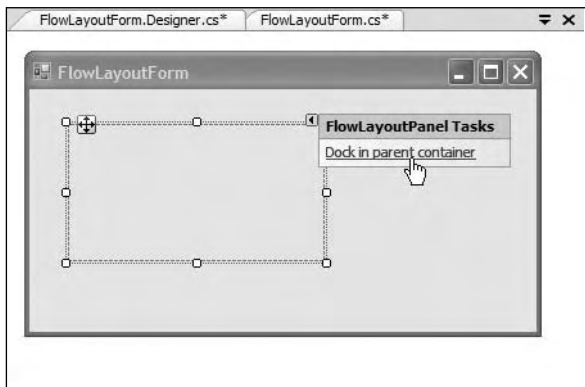 FlowLayoutForm.Designer.cs* FlowLayoutForm.cs*
FlowLayoutForm
FlowLayoutPanel Tasks
Dock in parent container